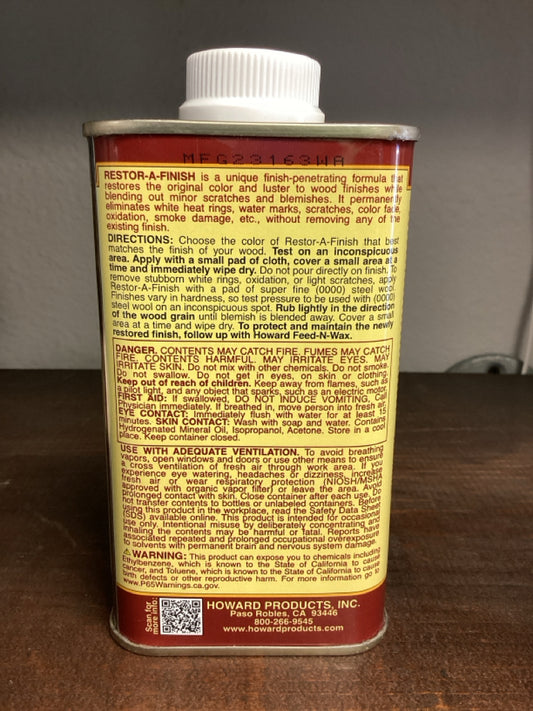 MFG23163WA
RESTOR-A-FINISH is a unique finish-penetrating formula that
restores the original color and luster to wood finishes while
blending out minor scratches and blemishes. It permanently
eliminates white heat rings, water marks, scratches, color fade,
oxidation, smoke damage, etc., without removing any of the
existing finish.
DIRECTIONS: Choose the color of Restor-A-Finish that best
matches the finish of your wood. Test on an inconspicuous
area. Apply with a small pad of cloth, cover a small area at a
time and immediately wipe dry. Do not pour directly on finish. To
remove stubborn white rings, oxidation, or light scratches, apply
Restor-A-Finish with a pad of super fine (0000) steel wool.
Finishes vary in hardness, so test pressure to be used with (0000)
steel wool on an inconspicuous spot. Rub lightly in the direction
of the wood grain until blemish is blended away. Cover a small
area at a time and wipe dry. To protect and maintain the newly
restored finish, follow up with Howard Feed-N-Wax.
DANGER. CONTENTS MAY CATCH FIRE. FUMES MAY CATCH
FIRE. CONTENTS HARMFUL. MAY IRRITATE EYES. MAY
IRRITATE SKIN. Do not mix with other chemicals. Do not smoke.
Do not swallow. Do not get in eyes, on skin or clothing.
Keep out of reach of children. Keep away from flames, such as
a pilot light, and any object that sparks, such as an electric motor.
FIRST AID: If swallowed, DO NOT INDUCE VOMITING. Call
Physician immediately. If breathed in, move person into fresh air.
EYE CONTACT: Immediately flush with water for at least 15
minutes. SKIN CONTACT: Wash with soap and water. Contains
Hydrogenated Mineral Oil, Isopropanol, Acetone. Store in a cool
place. Keep container closed.
USE WITH ADEQUATE VENTILATION. To avoid breathing
vapors, open windows and doors or use other means to ensure
a cross ventilation of fresh air through work area. If you
experience eye watering, headaches or dizziness, increase
fresh air or wear respiratory protection (NIOSH/MSHA
approved with organic vapor filter) or leave the area. Avoid
prolonged contact with skin. Close container after each use. Do
not transfer contents to bottles or unlabeled containers. Before
using this product in the workplace, read the Safety Data Sheet
(SDS) available online. This product is intended for occasional
use only. Intentional misuse by deliberately concentrating and
inhaling the contents may be harmful or fatal. Reports have
associated repeated and prolonged occupational overexposure
to solvents with permanent brain and nervous system damage.
⚠WARNING: This product can expose you to chemicals including
Ethylbenzene, which is known to the State of California to cause
cancer, and Toluene, which is known to the State of California to cause
birth defects or other reproductive harm. For more information go to
www.P65Warnings.ca.gov.
Scan for
more info:
HOWARD PRODUCTS, INC.
Paso Robles, CA 93446
800-266-9545
www.howardproducts.com